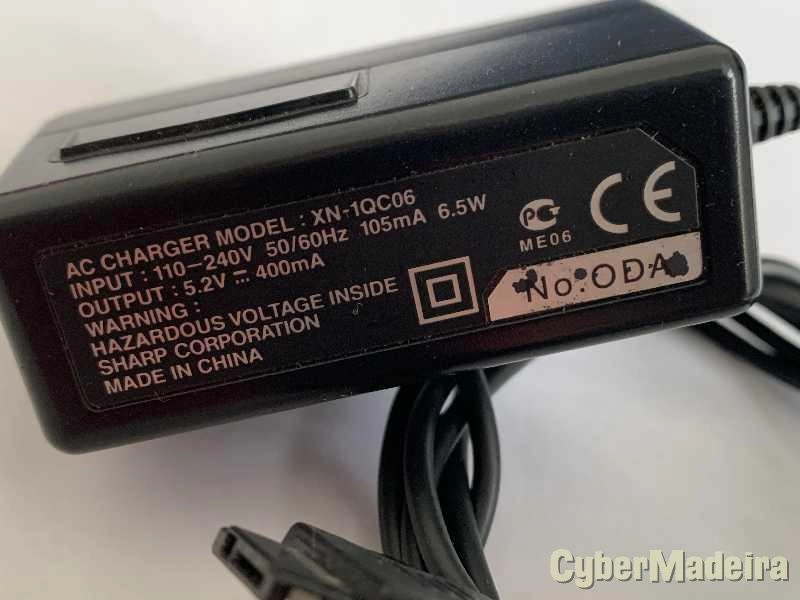 AC CHARGER MODEL : XN-1QC06
INPUT : 110-240V 50/60Hz 105mA 6.5W
OUTPUT : 5.2V ⎓ 400mA
WARNING :
HAZARDOUS VOLTAGE INSIDE
SHARP CORPORATION
MADE IN CHINA
PC
ME06
CE
No.ODA
CyberMadeira